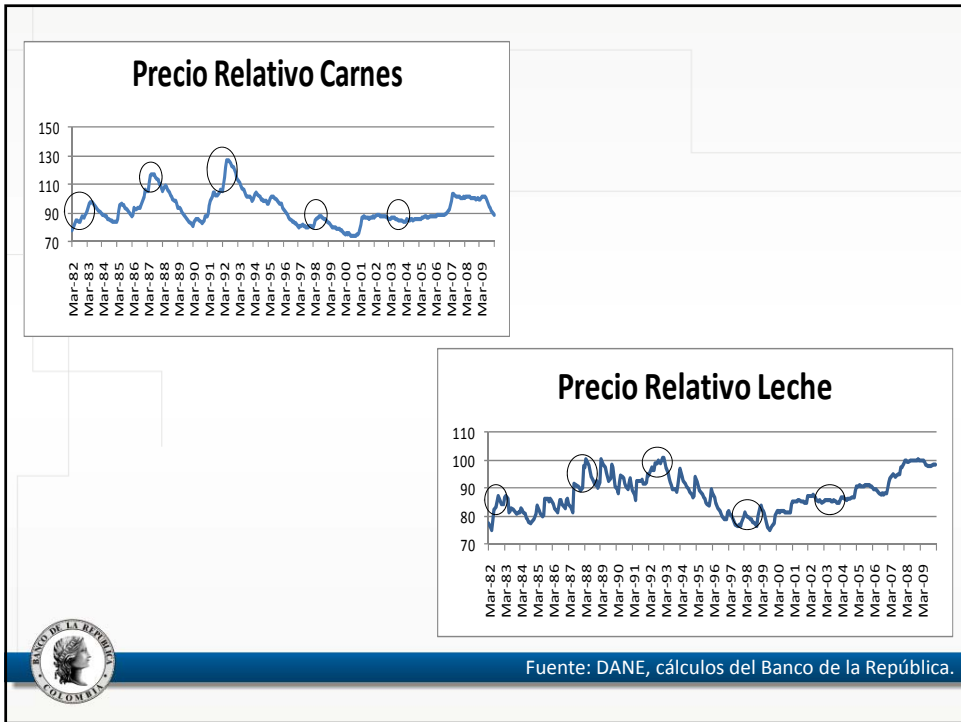 Precio Relativo Carnes
150
130
110
90
70
Mar-82
Mar-83
Mar-84
Mar-85
Mar-86
Mar-87
Mar-88
Mar-89
Mar-90
Mar-91
Mar-92
Mar-93
Mar-94
Mar-95
Mar-96
Mar-97
Mar-98
Mar-99
Mar-00
Mar-01
Mar-02
Mar-03
Mar-04
Mar-05
Mar-06
Mar-07
Mar-08
Mar-09
Precio Relativo Leche
110
100
90
80
70
Mar-82
Mar-83
Mar-84
Mar-85
Mar-86
Mar-87
Mar-88
Mar-89
Mar-90
Mar-91
Mar-92
Mar-93
Mar-94
Mar-95
Mar-96
Mar-97
Mar-98
Mar-99
Mar-00
Mar-01
Mar-02
Mar-03
Mar-04
Mar-05
Mar-06
Mar-07
Mar-08
Mar-09
BANCO DE LA REPÚBLICA
COLOMBIA
Fuente: DANE, cálculos del Banco de la República.